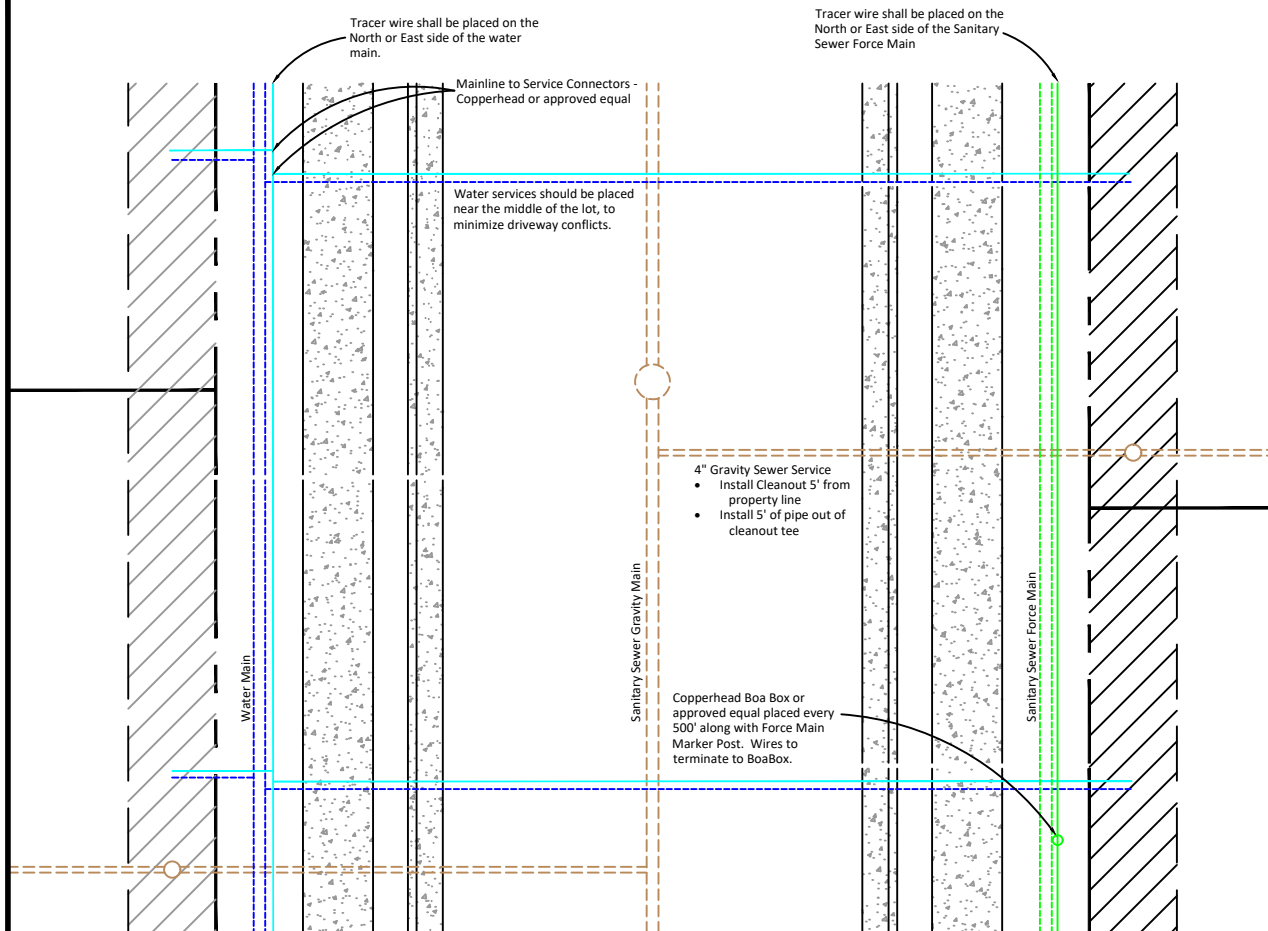 Tracer wire shall be placed on the
North or East side of the water
main.
Tracer wire shall be placed on the
North or East side of the Sanitary
Sewer Force Main
Mainline to Service Connectors -
Copperhead or approved equal
Water services should be placed
near the middle of the lot, to
minimize driveway conflicts.
4" Gravity Sewer Service
• Install Cleanout 5' from
property line
• Install 5' of pipe out of
cleanout tee
Water Main
Sanitary Sewer Gravity Main
Sanitary Sewer Force Main
Copperhead Boa Box or
approved equal placed every
500' along with Force Main
Marker Post. Wires to
terminate to BoaBox.